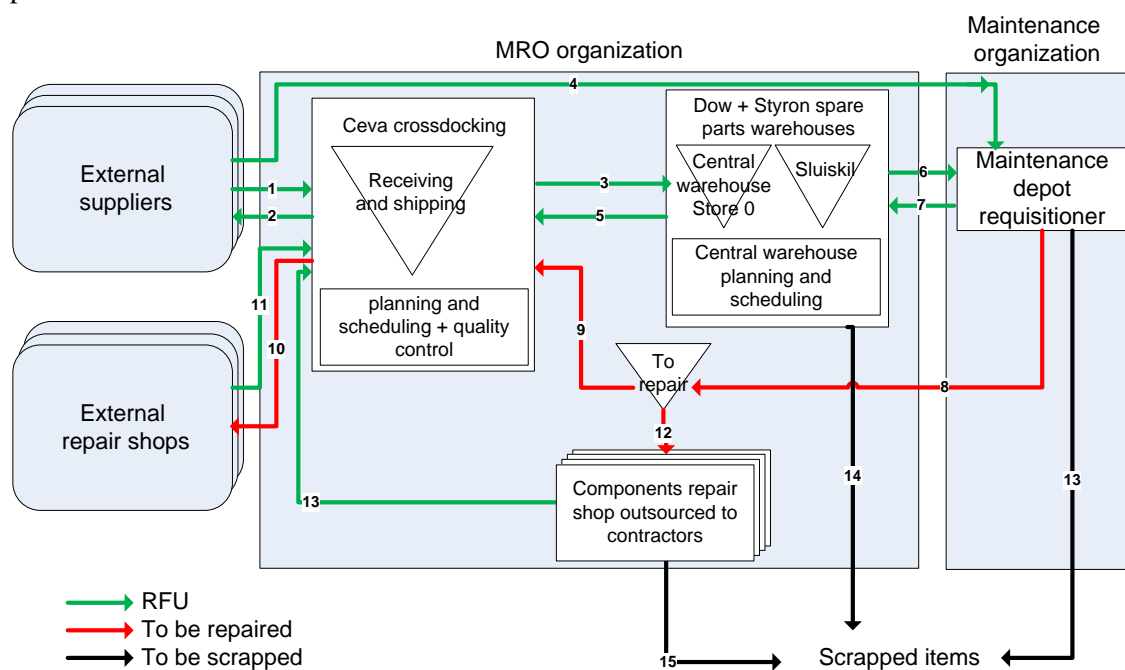 Maintenance
organization
MRO organization
4
Ceva crossdocking
Receiving
and shipping
planning and
scheduling + quality
control
Dow + Styron spare
parts warehouses
Central
warehouse
Store 0
Sluiskil
Central warehouse
planning and
scheduling
Maintenance
depot
requisitioner
External
suppliers
1
2
3
5
6
7
External
repair shops
11
10
9
To
repair
8
12
Components repair
shop outsourced to
contractors
13
14
13
RFU
To be repaired
To be scrapped
15
Scrapped items